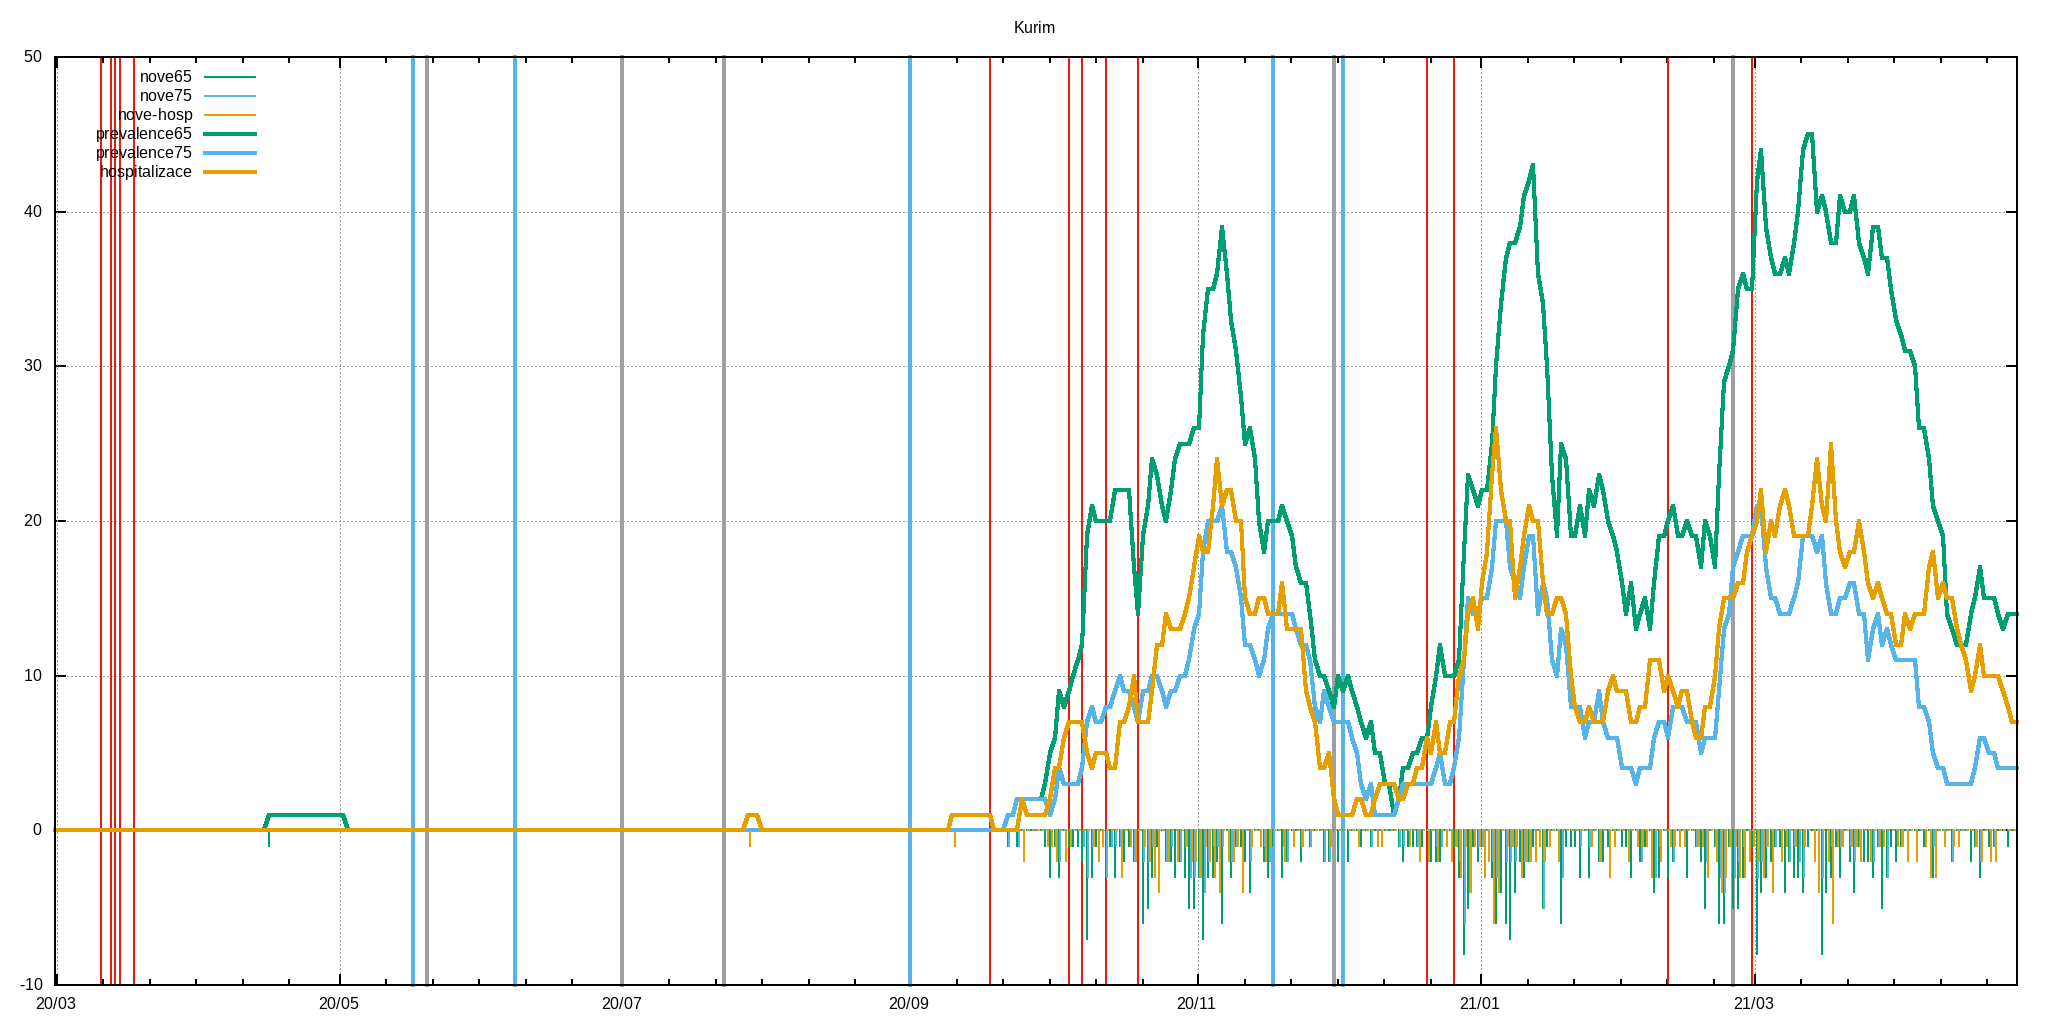 Kurim
50
nove65
nove75
nove-hosp
prevalence65
prevalence75
hospitalizace
40
30
20
10
0
-10
20/03 20/05 20/07 20/09 20/11 21/01 21/03